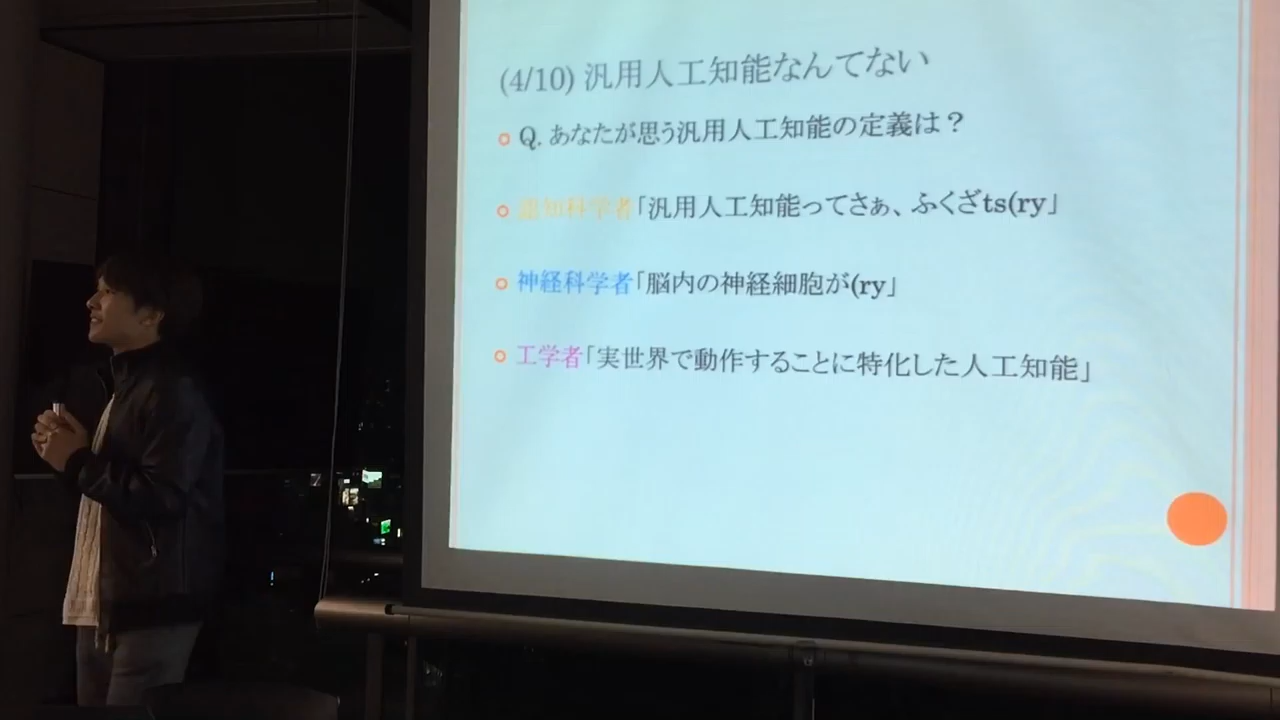 (4/10) 汎用人工知能なんてない
Q. あなたが思う汎用人工知能の定義は？
認知科学者「汎用人工知能ってさぁ、ふくざts(ry」
神経科学者「脳内の神経細胞が(ry」
工学者「実世界で動作することに特化した人工知能」